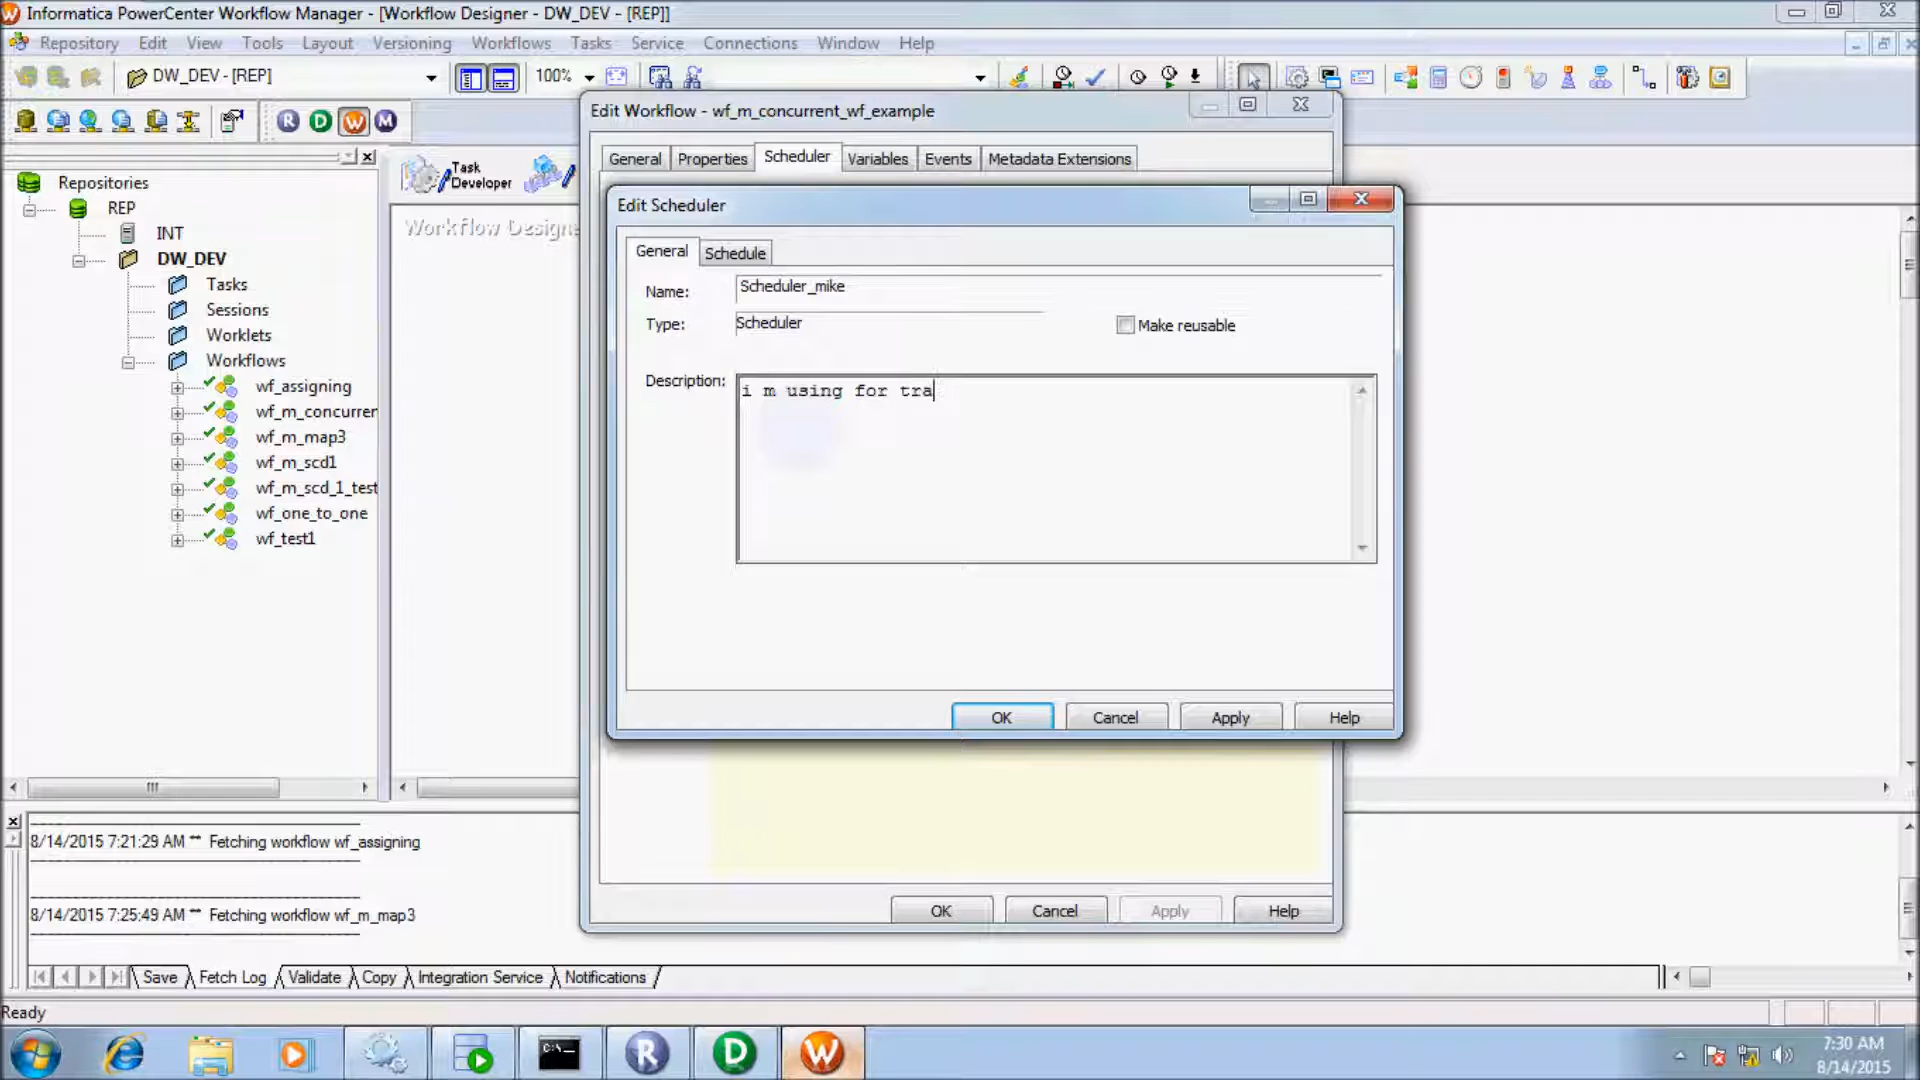 Informatica PowerCenter Workflow Manager - [Workflow Designer - DW_DEV - [REP]]
Repository Edit View Tools Layout Versioning Workflows Tasks Service Connections Window Help
DW_DEV - [REP]
100%
R D W M
Repositories
REP
INT
DW_DEV
Tasks
Sessions
Worklets
Workflows
wf_assigning
wf_m_concurren
wf_m_map3
wf_m_scd1
wf_m_scd_1_test
wf_one_to_one
wf_test1
Task
Developer
Workflow Designe
Edit Workflow - wf_m_concurrent_wf_example
General Properties Scheduler Variables Events Metadata Extensions
Edit Scheduler
General Schedule
Name: Scheduler_mike
Type: Scheduler
Make reusable
Description: i m using for tra
OK Cancel Apply Help
OK Cancel Apply Help
8/14/2015 7:21:29 AM ** Fetching workflow wf_assigning
8/14/2015 7:25:49 AM ** Fetching workflow wf_m_map3
Save Fetch Log Validate Copy Integration Service Notifications
Ready
C:\.
R D W
7:30 AM
8/14/2015